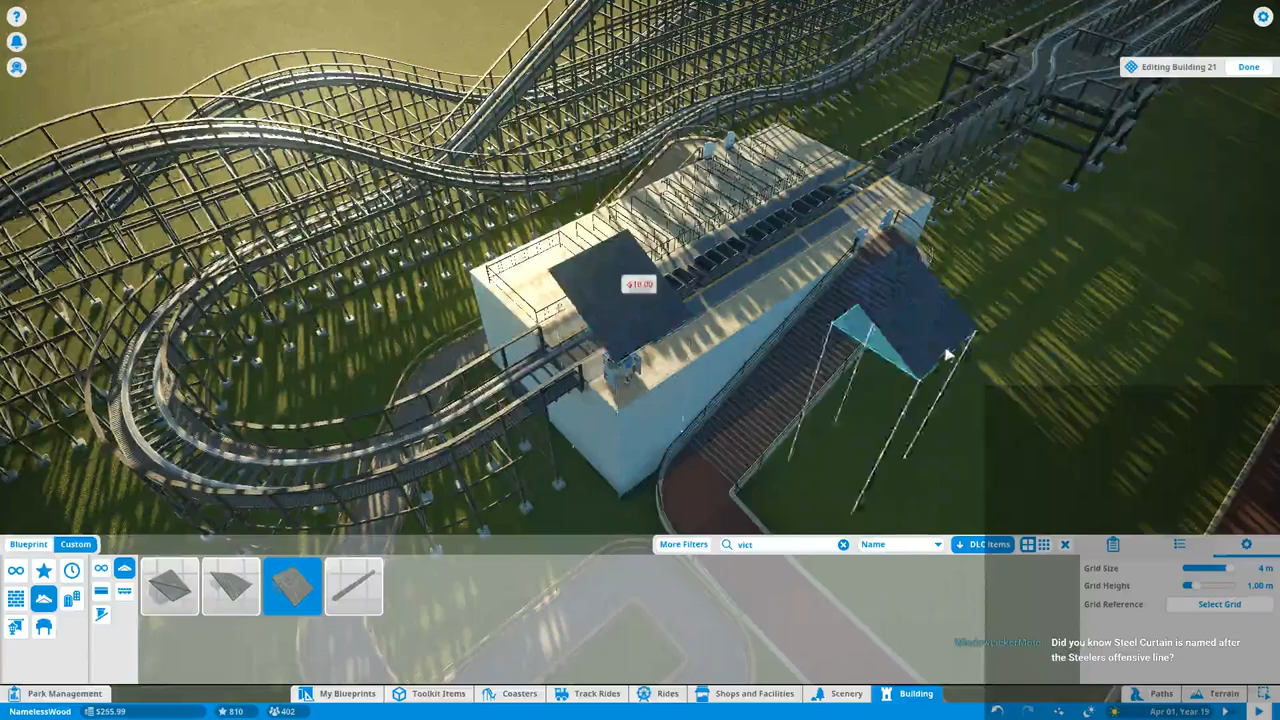 ?
Editing Building 21 Done
-$10.00
Blueprint Custom More Filters vict Name DLC Items
Grid Size 4 m
Grid Height 1.00 m
Grid Reference Select Grid
Did you know Steel Curtain is named after
the Steelers offensive line?
Park Management My Blueprints Toolkit Items Coasters Track Rides Rides Shops and Facilities Scenery Building Paths Terrain
NamelessWood $255.99 810 402 Apr 01, Year 19